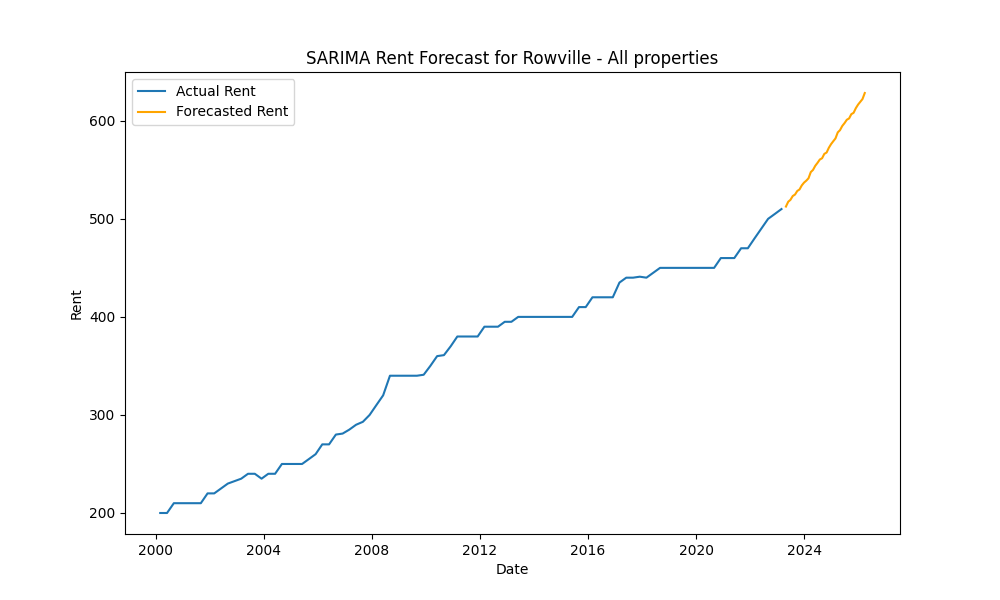 SARIMA Rent Forecast for Rowville - All properties
Actual Rent
Forecasted Rent
600
500
400
300
200
Rent
2000 2004 2008 2012 2016 2020 2024
Date